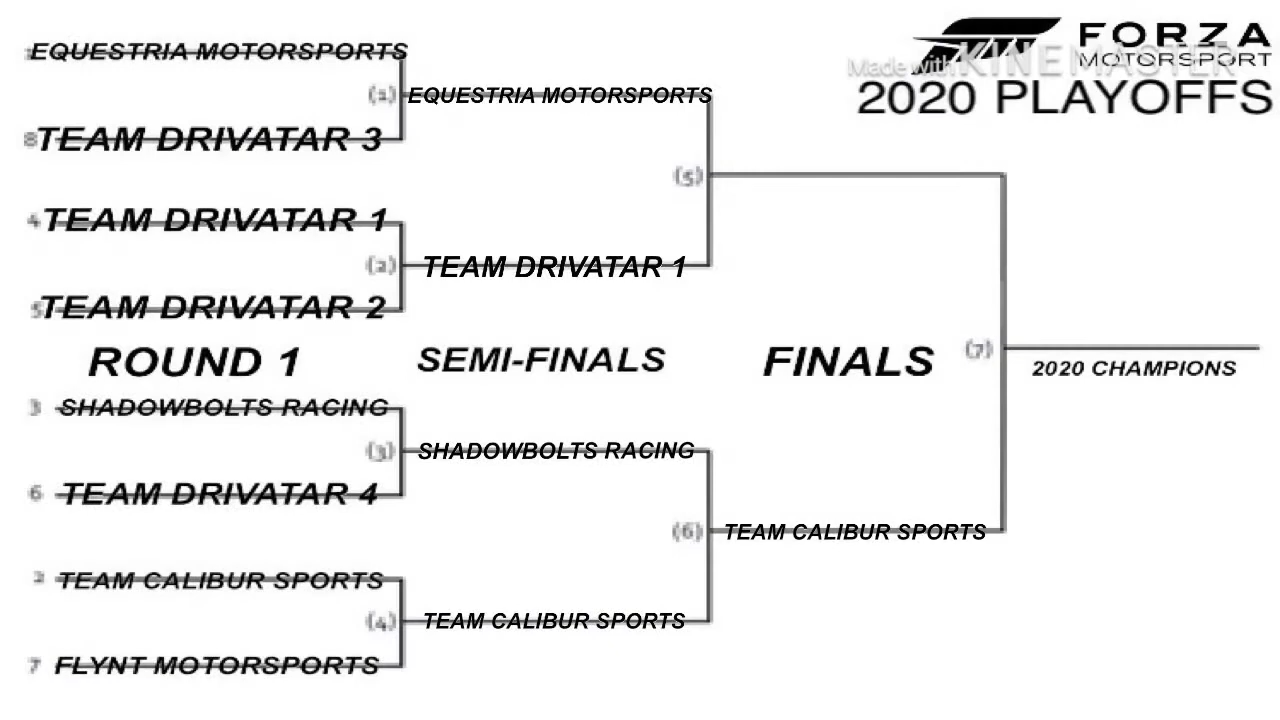 FORZA
MOTORSPORT
Made with KINEMASTER
2020 PLAYOFFS
1 EQUESTRIA MOTORSPORTS
(1) EQUESTRIA MOTORSPORTS
8 TEAM DRIVATAR 3
(5)
4 TEAM DRIVATAR 1
(2) TEAM DRIVATAR 1
5 TEAM DRIVATAR 2
ROUND 1 SEMI-FINALS FINALS (7)
2020 CHAMPIONS
3 SHADOWBOLTS RACING
(3) SHADOWBOLTS RACING
6 TEAM DRIVATAR 4
(6) TEAM CALIBUR SPORTS
2 TEAM CALIBUR SPORTS
(4) TEAM CALIBUR SPORTS
7 FLYNT MOTORSPORTS